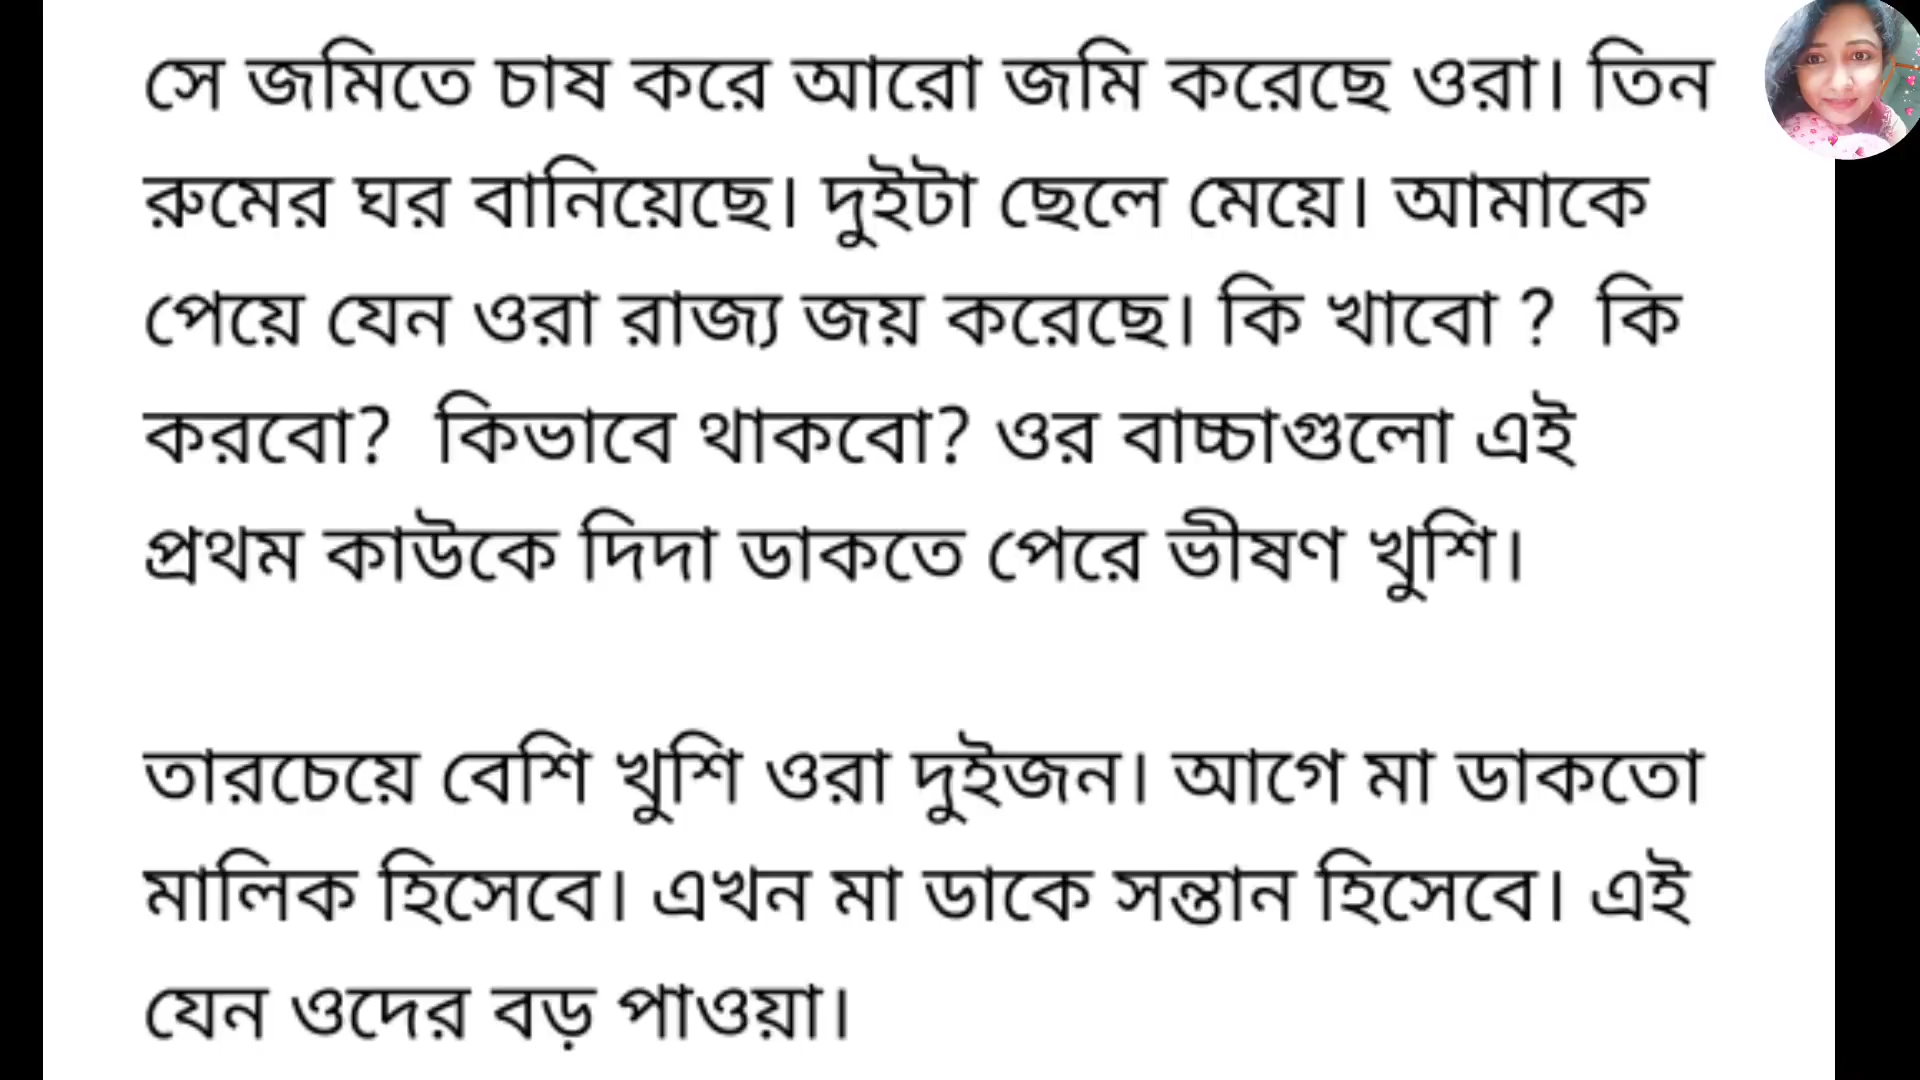 সে জমিতে চাষ করে আরো জমি করেছে ওরা। তিন
রুমের ঘর বানিয়েছে। দুইটা ছেলে মেয়ে। আমাকে
পেয়ে যেন ওরা রাজ্য জয় করেছে। কি খাবো ? কি
করবো? কিভাবে থাকবো? ওর বাচ্চাগুলো এই
প্রথম কাউকে দিদা ডাকতে পেরে ভীষণ খুশি।
তারচেয়ে বেশি খুশি ওরা দুইজন। আগে মা ডাকতো
মালিক হিসেবে। এখন মা ডাকে সন্তান হিসেবে। এই
যেন ওদের বড় পাওয়া।